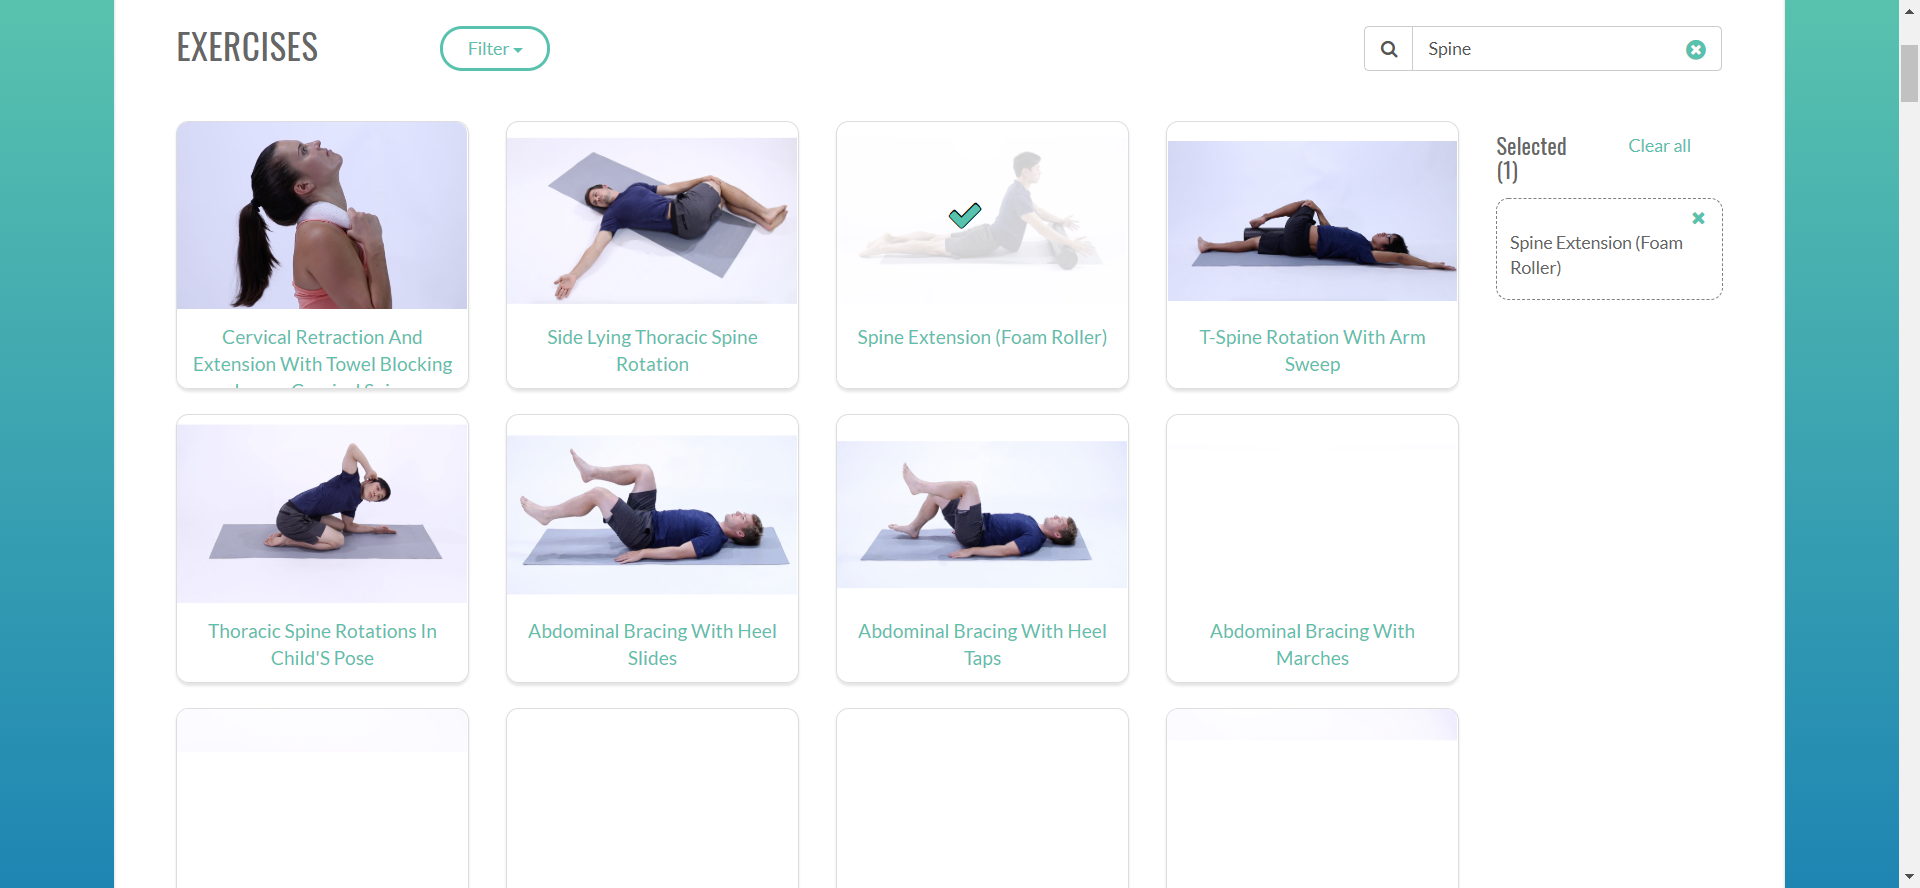 EXERCISES
Filter
Spine
Selected
(1)
Clear all
Spine Extension (Foam
Roller)
Cervical Retraction And
Extension With Towel Blocking
Side Lying Thoracic Spine
Rotation
Spine Extension (Foam Roller)
T-Spine Rotation With Arm
Sweep
Thoracic Spine Rotations In
Child'S Pose
Abdominal Bracing With Heel
Slides
Abdominal Bracing With Heel
Taps
Abdominal Bracing With
Marches